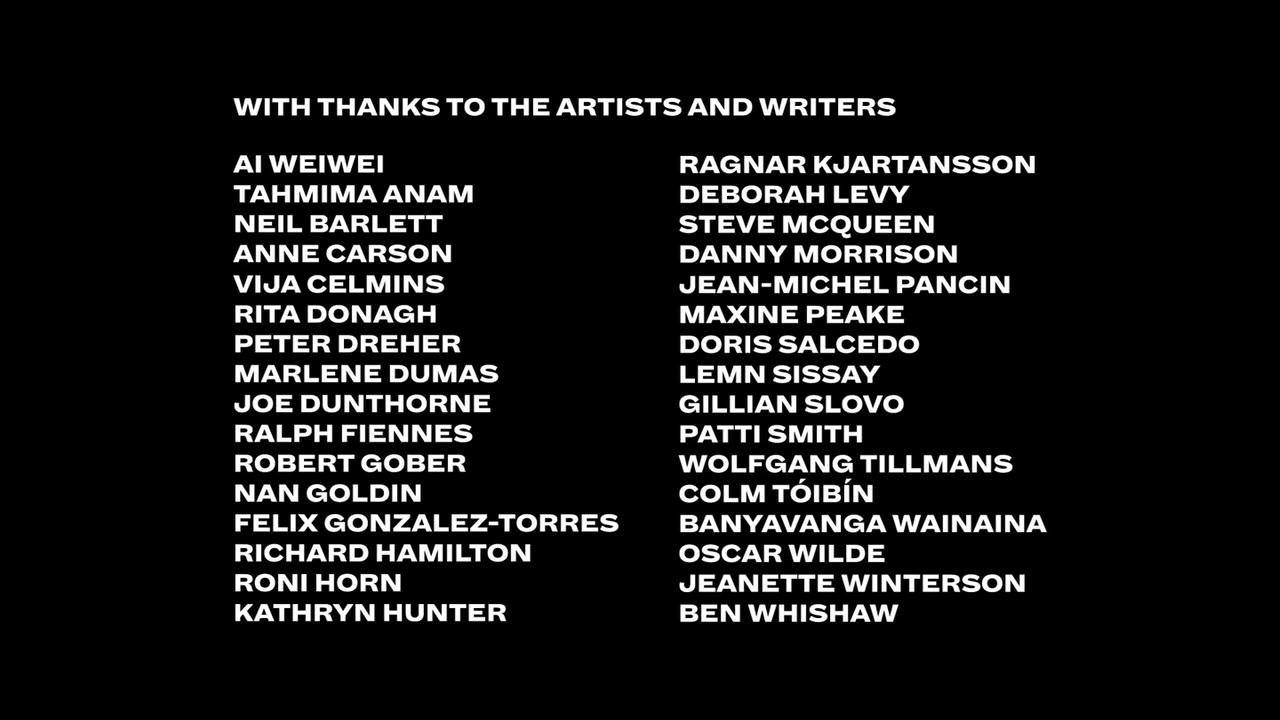 WITH THANKS TO THE ARTISTS AND WRITERS
AI WEIWEI
TAHMIMA ANAM
NEIL BARLETT
ANNE CARSON
VIJA CELMINS
RITA DONAGH
PETER DREHER
MARLENE DUMAS
JOE DUNTHORNE
RALPH FIENNES
ROBERT GOBER
NAN GOLDIN
FELIX GONZALEZ-TORRES
RICHARD HAMILTON
RONI HORN
KATHRYN HUNTER
RAGNAR KJARTANSSON
DEBORAH LEVY
STEVE MCQUEEN
DANNY MORRISON
JEAN-MICHEL PANCIN
MAXINE PEAKE
DORIS SALCEDO
LEMN SISSAY
GILLIAN SLOVO
PATTI SMITH
WOLFGANG TILLMANS
COLM TÓIBÍN
BANYAVANGA WAINAINA
OSCAR WILDE
JEANETTE WINTERSON
BEN WHISHAW